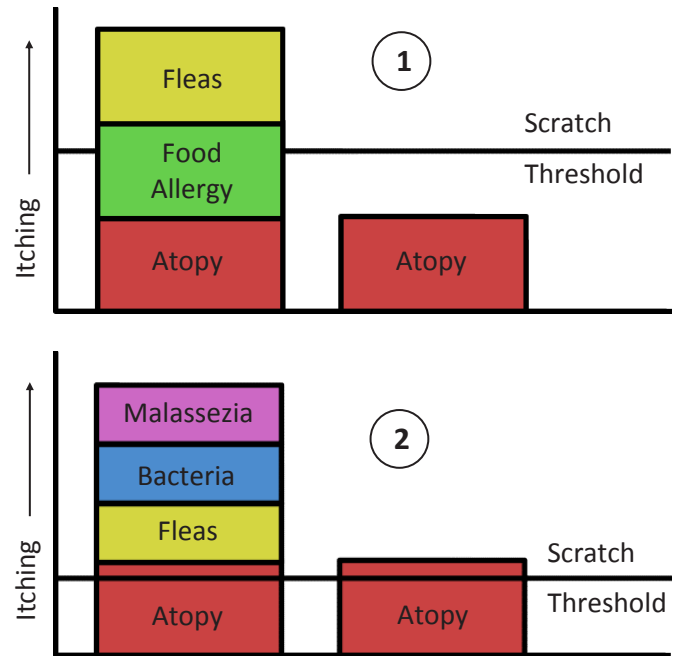 Itching
Fleas
Food
Allergy
Atopy
Atopy
1
Scratch
Threshold
Itching
Malassezia
Bacteria
Fleas
Atopy
Atopy
2
Scratch
Threshold